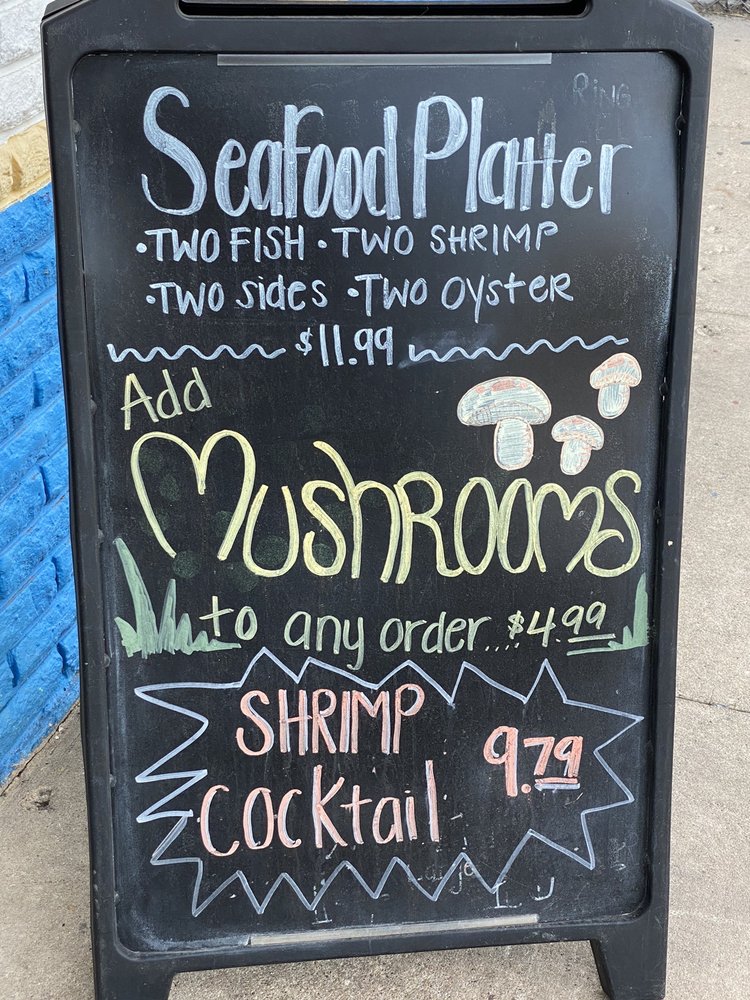 RING
Seafood Platter
•TWO FISH •TWO SHRIMP
•TWO sides •Two oyster
$11.99
Add
MusHROOMS
to any order....$4.99
SHRIMP
Cocktail 9.79